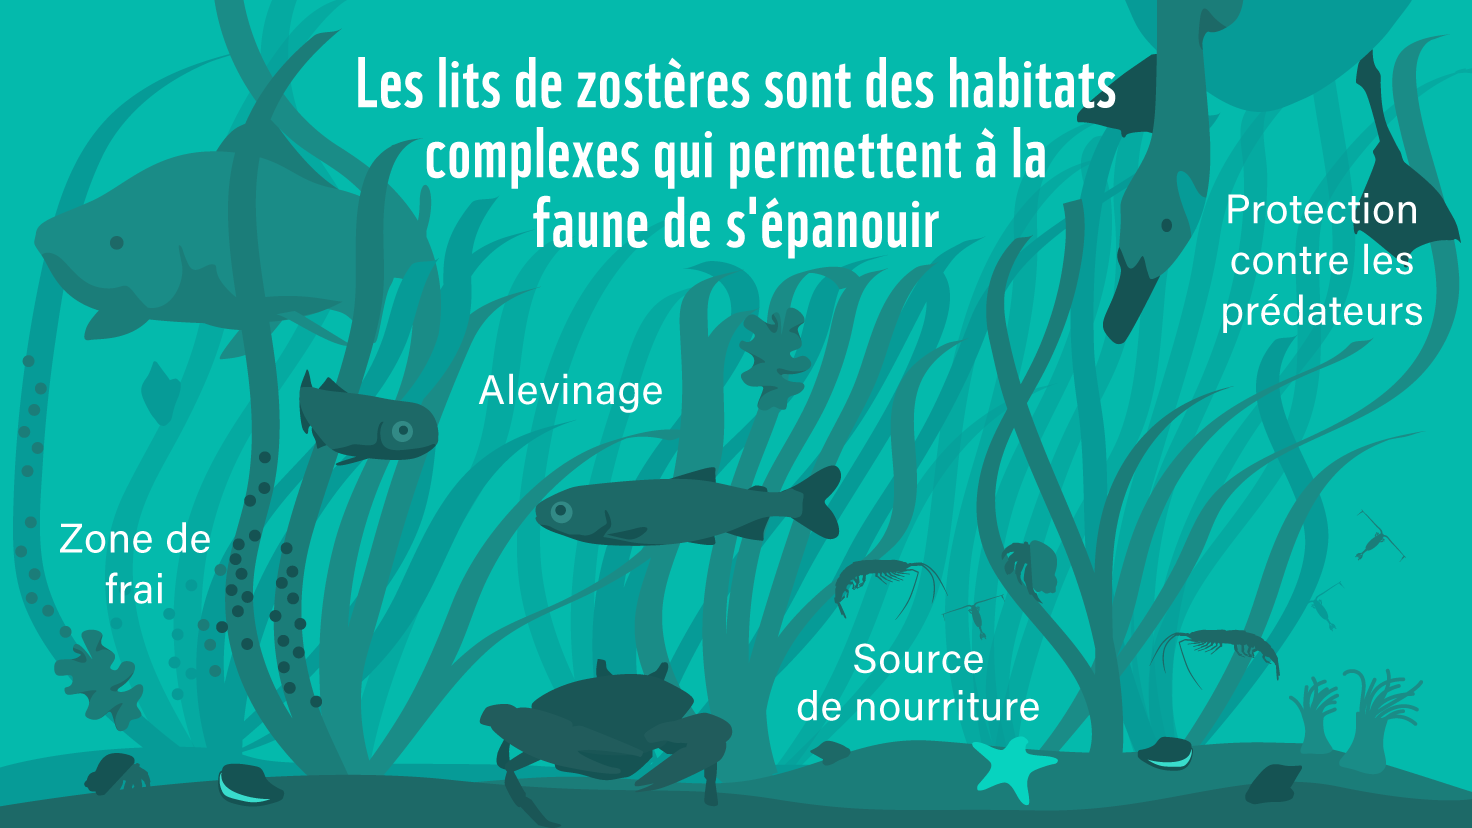 Les lits de zostères sont des habitats
complexes qui permettent à la
faune de s'épanouir
Protection
contre les
prédateurs
Alevinage
Zone de
frai
Source
de nourriture